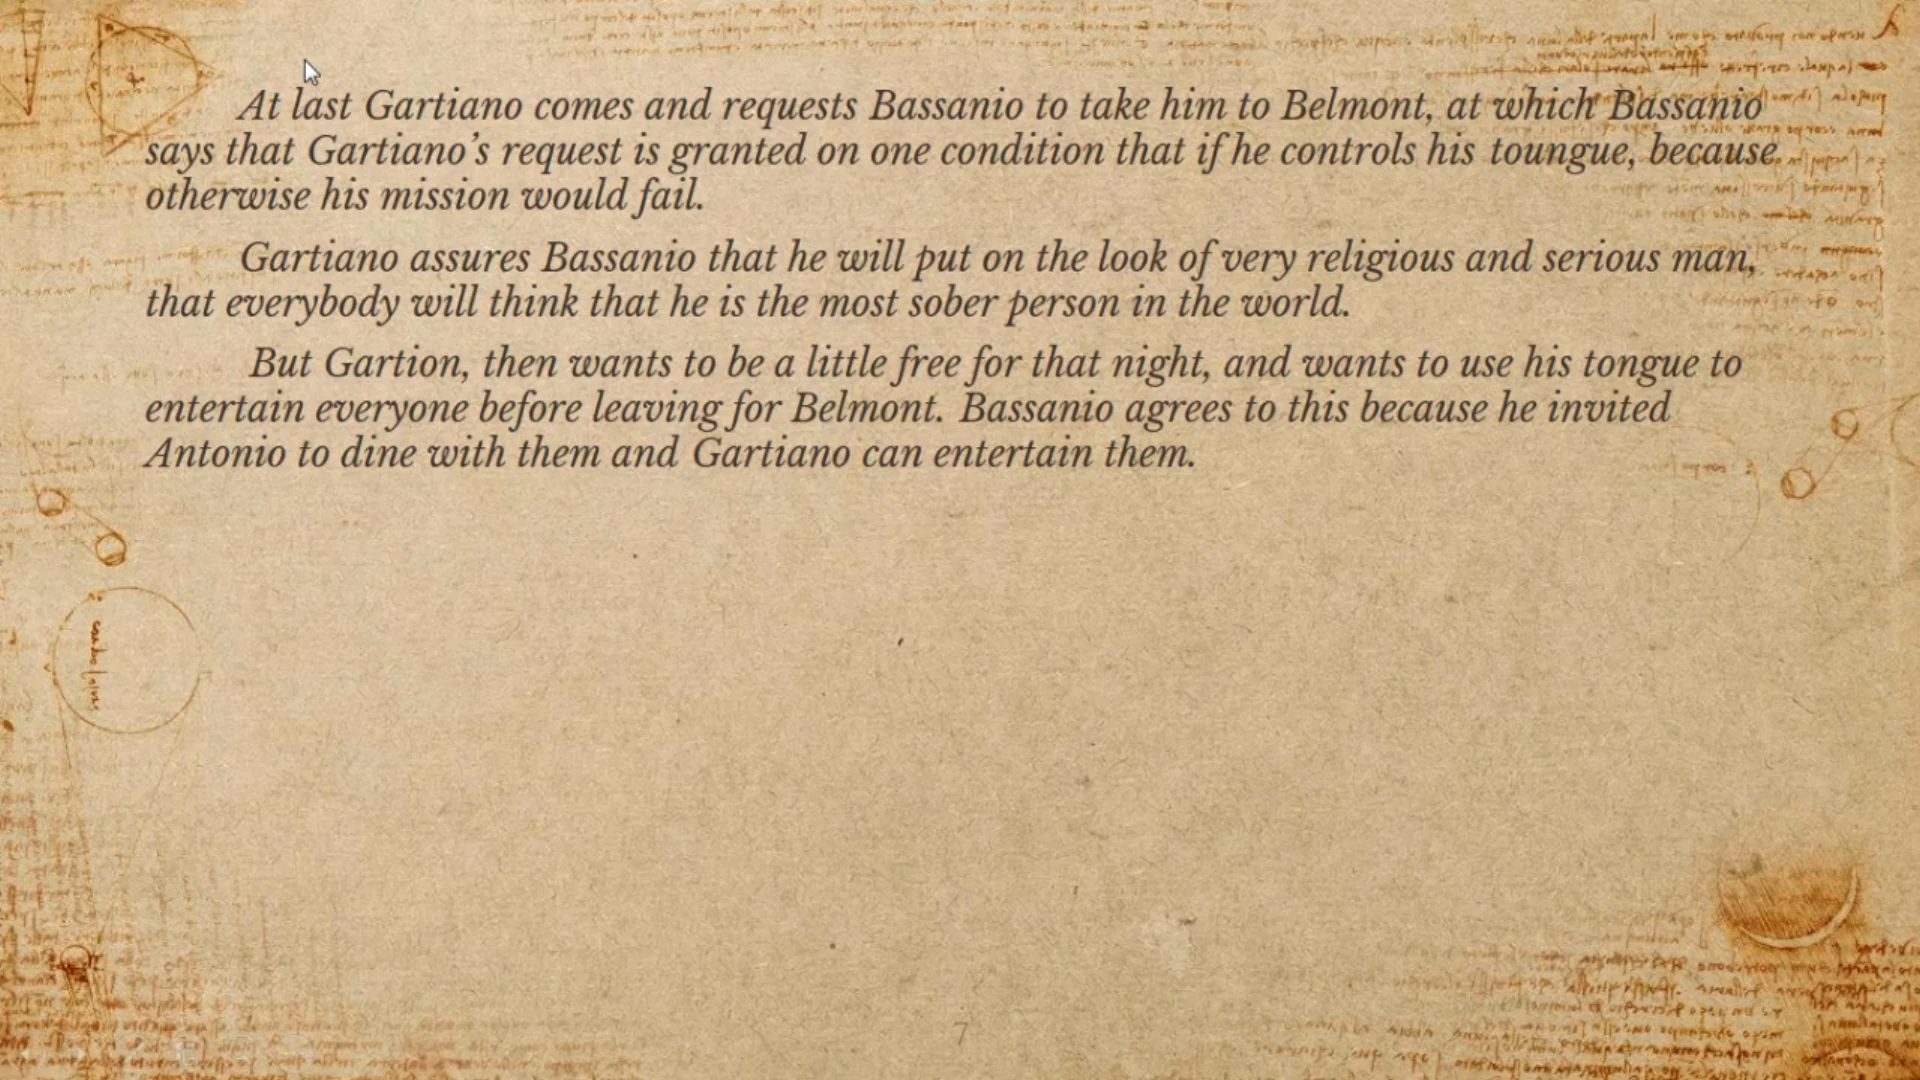 At last Gartiano comes and requests Bassanio to take him to Belmont, at which Bassanio
says that Gartiano’s request is granted on one condition that if he controls his toungue, because
otherwise his mission would fail.
Gartiano assures Bassanio that he will put on the look of very religious and serious man,
that everybody will think that he is the most sober person in the world.
But Gartion, then wants to be a little free for that night, and wants to use his tongue to
entertain everyone before leaving for Belmont. Bassanio agrees to this because he invited
Antonio to dine with them and Gartiano can entertain them.
7